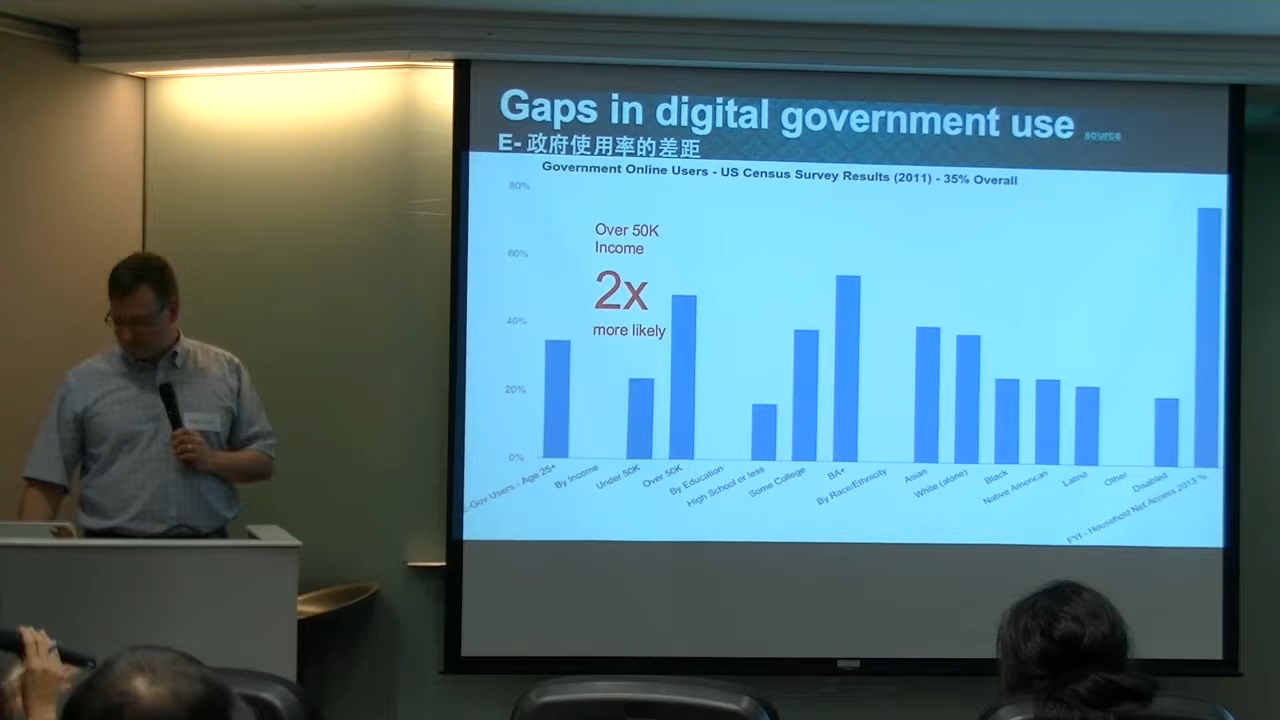 Gaps in digital government use source
E- 政府使用率的差距
Government Online Users - US Census Survey Results (2011) - 35% Overall
80%
60%
40%
20%
0%
Over 50K
Income
2x
more likely
E-Gov Users - Age 25+
By Income
Under 50K
Over 50K
By Education
High School or less
Some College
BA+
By Race/Ethnicity
Asian
White (alone)
Black
Native American
Latino
Other
Disabled
FYI - Household Net Access 2013 %